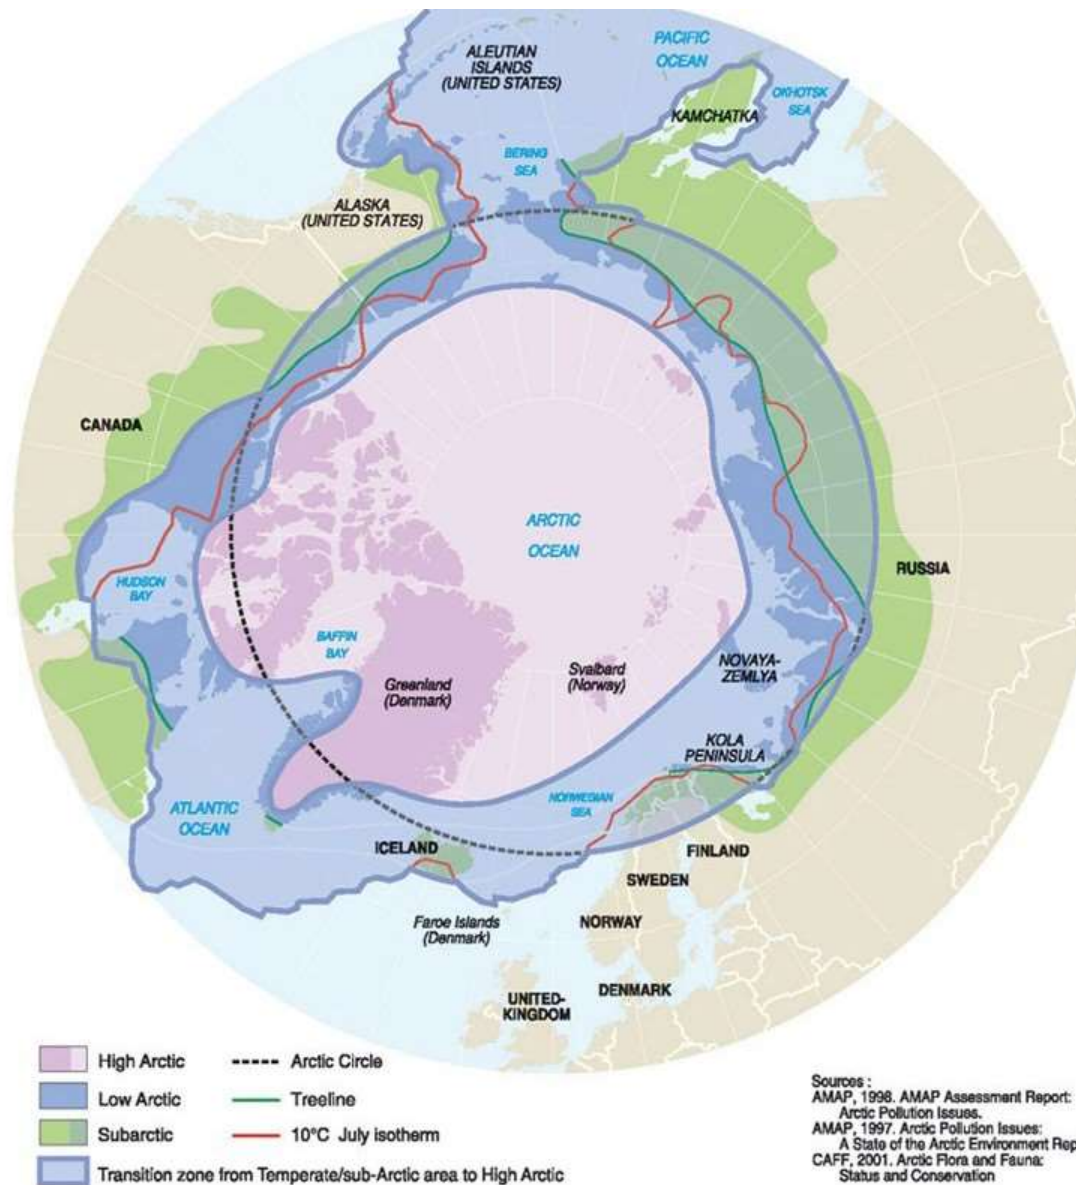 ALEUTIAN
ISLANDS
(UNITED STATES)
PACIFIC
OCEAN
KAMCHATKA
OKHOTSK
SEA
BERING
SEA
ALASKA
(UNITED STATES)
CANADA
ARCTIC
OCEAN
RUSSIA
HUDSON
BAY
BAFFIN
BAY
Greenland
(Denmark)
Svalbard
(Norway)
NOVAYA-
ZEMLYA
KOLA
PENINSULA
ATLANTIC
OCEAN
NORWEGIAN
SEA
ICELAND
FINLAND
SWEDEN
Faroe Islands
(Denmark)
NORWAY
UNITED-
KINGDOM
DENMARK
High Arctic
Low Arctic
Subarctic
Arctic Circle
Treeline
10°C July isotherm
Transition zone from Temperate/sub-Arctic area to High Arctic
Sources :
AMAP, 1998. AMAP Assessment Report:
Arctic Pollution Issues.
AMAP, 1997. Arctic Pollution Issues:
A State of the Arctic Environment Rep
CAFF, 2001. Arctic Flora and Fauna:
Status and Conservation